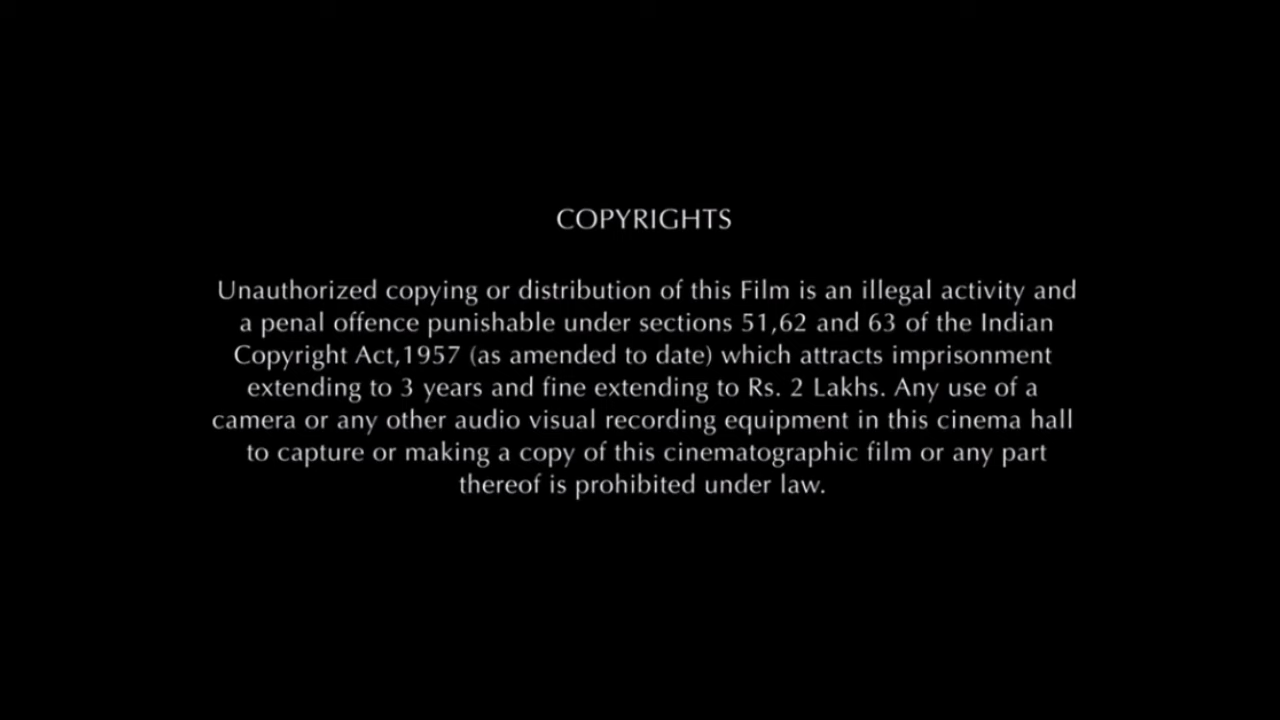 COPYRIGHTS
Unauthorized copying or distribution of this Film is an illegal activity and
a penal offence punishable under sections 51,62 and 63 of the Indian
Copyright Act,1957 (as amended to date) which attracts imprisonment
extending to 3 years and fine extending to Rs. 2 Lakhs. Any use of a
camera or any other audio visual recording equipment in this cinema hall
to capture or making a copy of this cinematographic film or any part
thereof is prohibited under law.